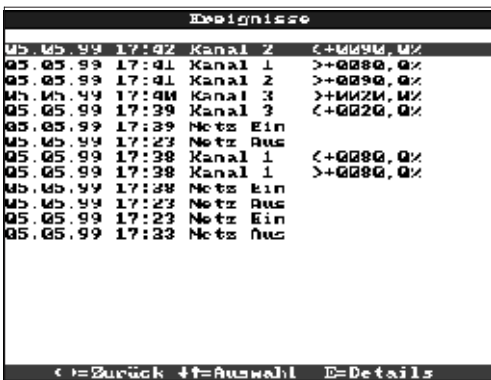 Ereignisse
05.05.99 17:42 Kanal 2 <+0090,0%
05.05.99 17:41 Kanal 1 >+0080,0%
05.05.99 17:41 Kanal 2 >+0090,0%
05.05.99 17:40 Kanal 3 >+0020,0%
05.05.99 17:39 Kanal 3 <+0020,0%
05.05.99 17:39 Netz Ein
05.05.99 17:23 Netz Aus
05.05.99 17:38 Kanal 1 <+0080,0%
05.05.99 17:38 Kanal 1 >+0080,0%
05.05.99 17:38 Netz Ein
05.05.99 17:23 Netz Aus
05.05.99 17:23 Netz Ein
05.05.99 17:33 Netz Aus
=Zurück ↓↑=Auswahl E=Details